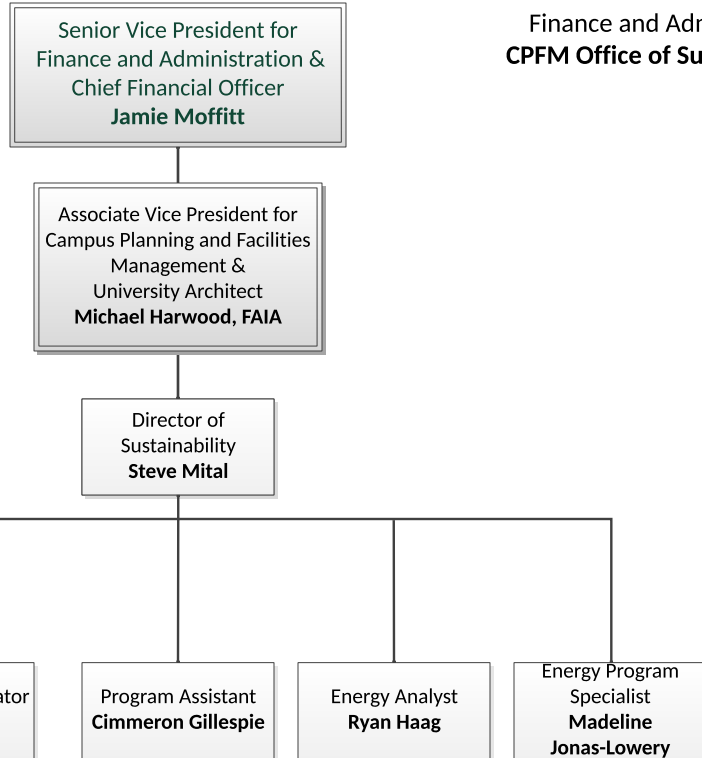 Senior Vice President for
Finance and Administration &
Chief Financial Officer
Jamie Moffitt
Finance and Adm
CPFM Office of Su
Associate Vice President for
Campus Planning and Facilities
Management &
University Architect
Michael Harwood, FAIA
Director of
Sustainability
Steve Mital
ator
Program Assistant
Cimmeron Gillespie
Energy Analyst
Ryan Haag
Energy Program
Specialist
Madeline
Jonas-Lowery